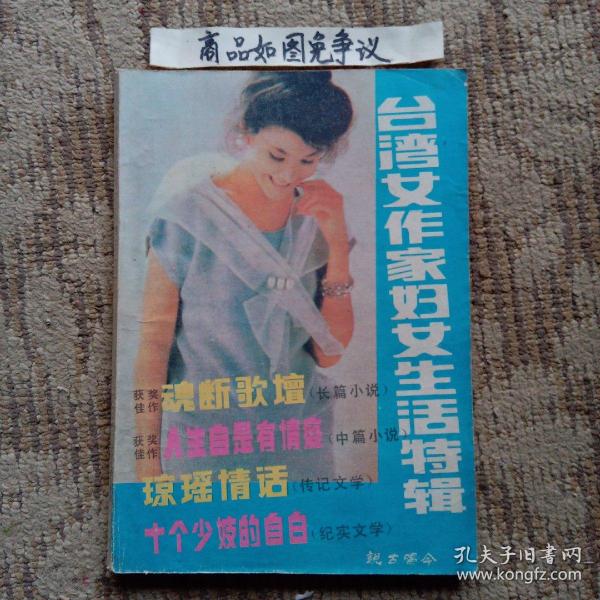 商品如图免争议
台湾女作家妇女生活特辑
获奖佳作 魂断歌壇 (长篇小说)
获奖佳作 人生自是有情痴 (中篇小说)
琼瑶情话 (传记文学)
十个少妓的自白 (纪实文学)
孔夫子旧书网
www.kongfz.com